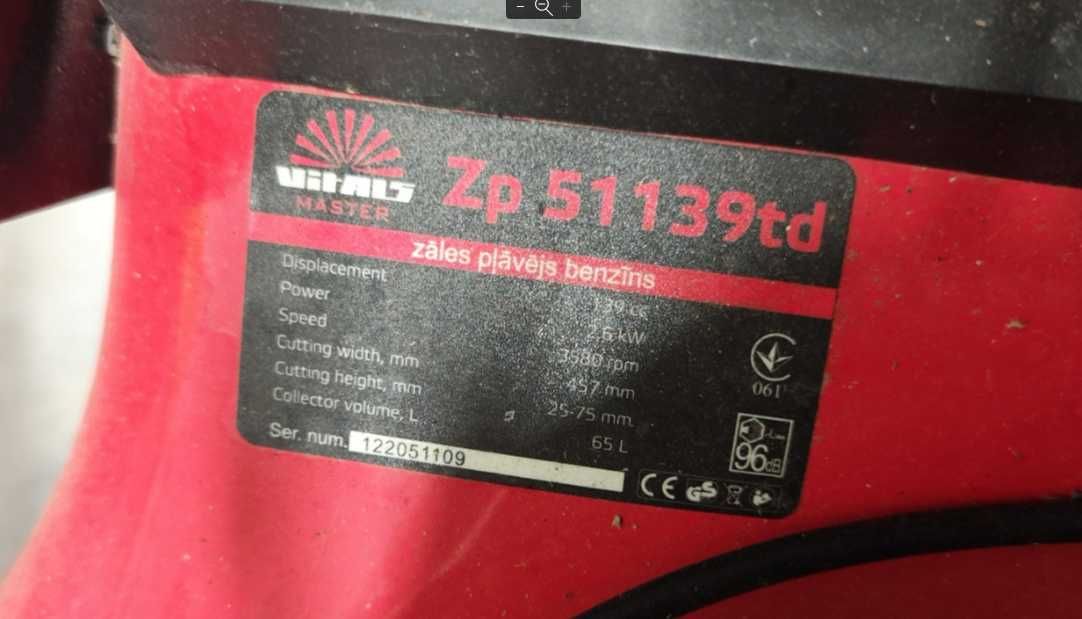 VITALS
MASTER
Zp 51139td
zāles pļāvējs benzīns
Displacement 139 cc
Power 2,6 kW
Speed 3580 rpm
Cutting width, mm 457 mm
Cutting height, mm 25-75 mm
Collector volume, L 65 L
Ser. num. 122051109
061
96dB
CE GS